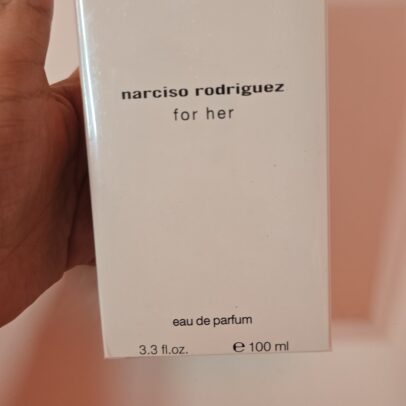 narciso rodriguez
for her
eau de parfum
3.3 fl.oz. ℮ 100 ml